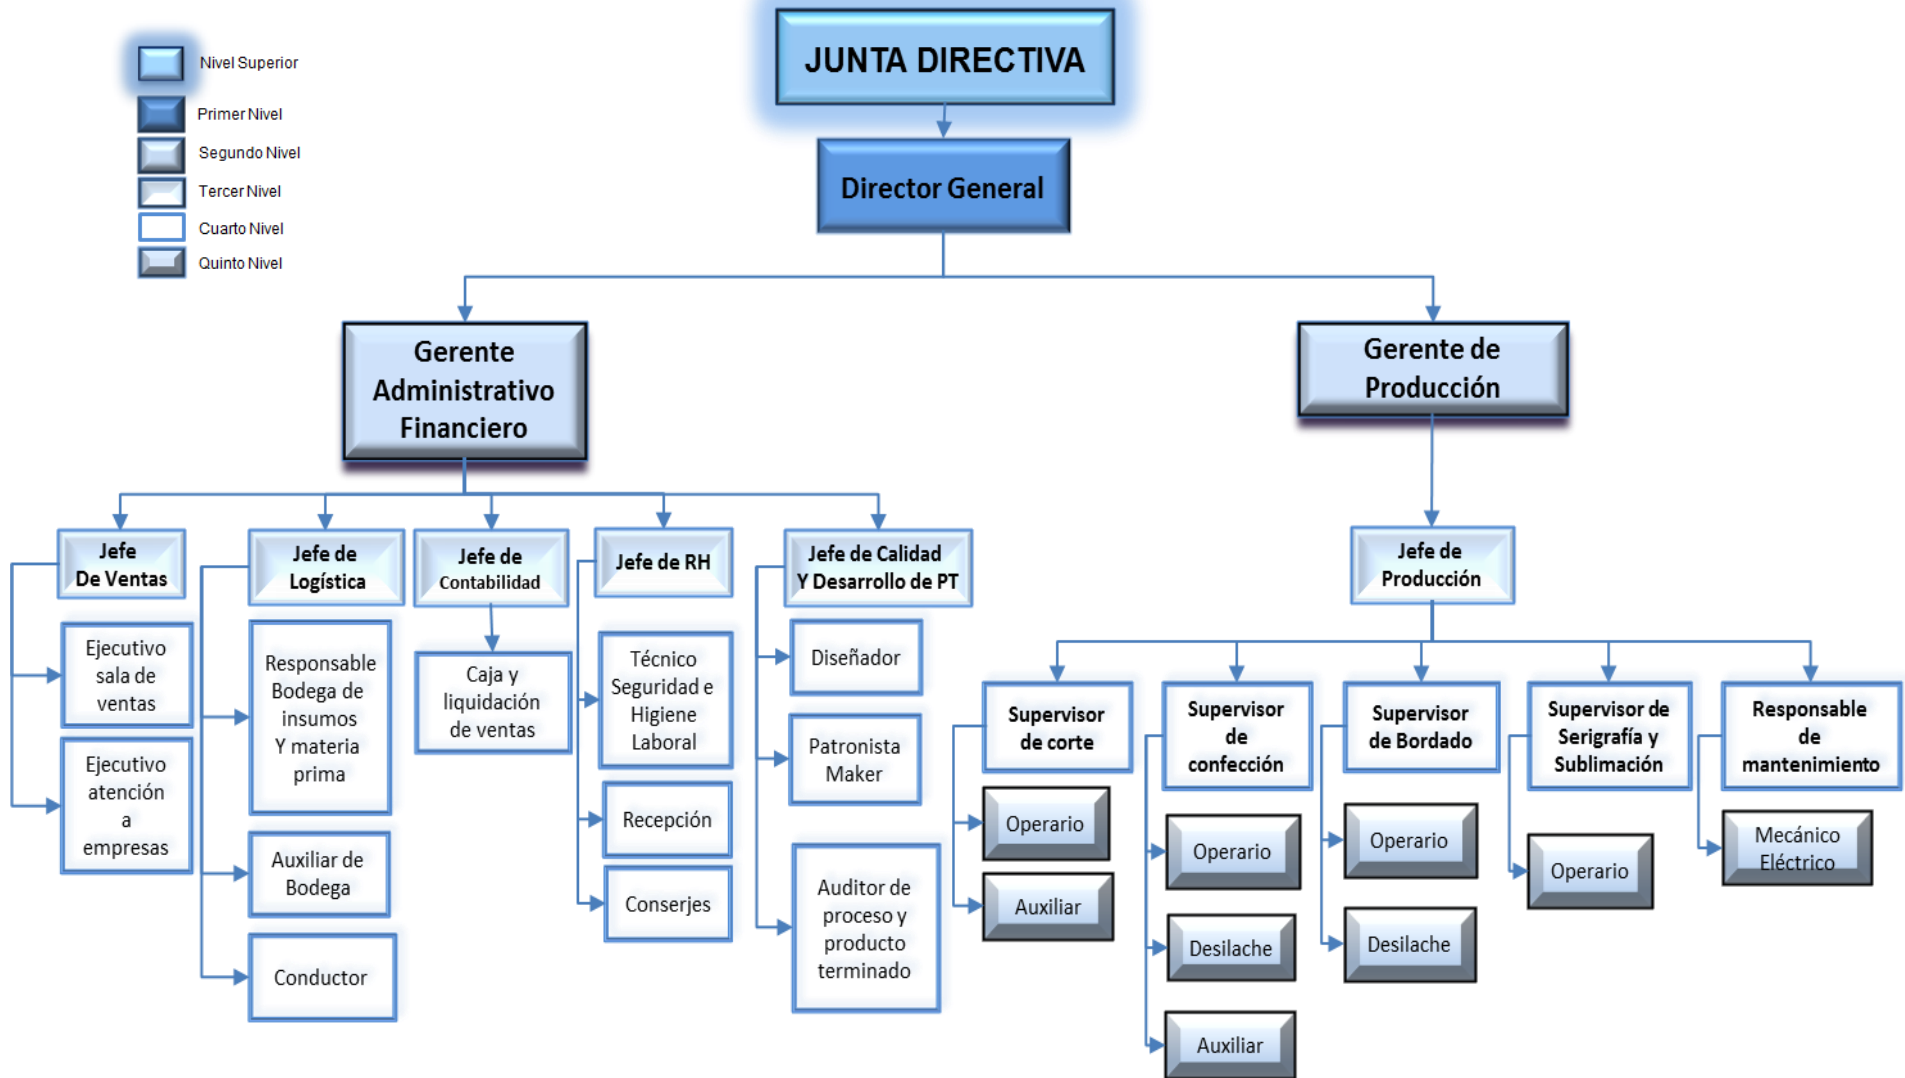 JUNTA DIRECTIVA
Nivel Superior
Primer Nivel
Segundo Nivel
Tercer Nivel
Cuarto Nivel
Quinto Nivel
Director General
Gerente
Administrativo
Financiero
Gerente de
Producción
Jefe
De Ventas
Jefe de
Logística
Jefe de
Contabilidad
Jefe de RH
Jefe de Calidad
Y Desarrollo de PT
Jefe de
Producción
Ejecutivo
sala de
ventas
Ejecutivo
atención
a
empresas
Responsable
Bodega de
insumos
Y materia
prima
Auxiliar de
Bodega
Conductor
Caja y
liquidación
de ventas
Técnico
Seguridad e
Higiene
Laboral
Recepción
Conserjes
Diseñador
Patronista
Maker
Auditor de
proceso y
producto
terminado
Supervisor
de corte
Operario
Auxiliar
Supervisor
de
confección
Operario
Desilache
Auxiliar
Supervisor
de Bordado
Operario
Desilache
Supervisor de
Serigrafía y
Sublimación
Operario
Responsable
de
mantenimiento
Mecánico
Eléctrico